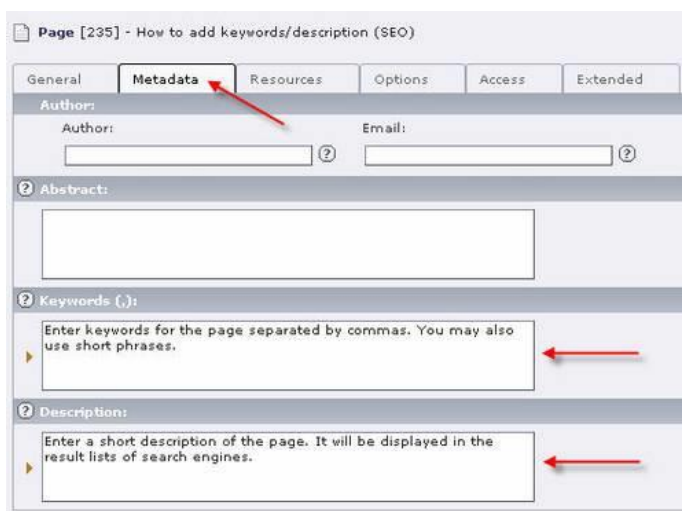 Page [235] - How to add keywords/description (SEO)
General Metadata Resources Options Access Extended
Author:
Author: Email:
Abstract:
Keywords (,):
Enter keywords for the page separated by commas. You may also
use short phrases.
Description:
Enter a short description of the page. It will be displayed in the
result lists of search engines.